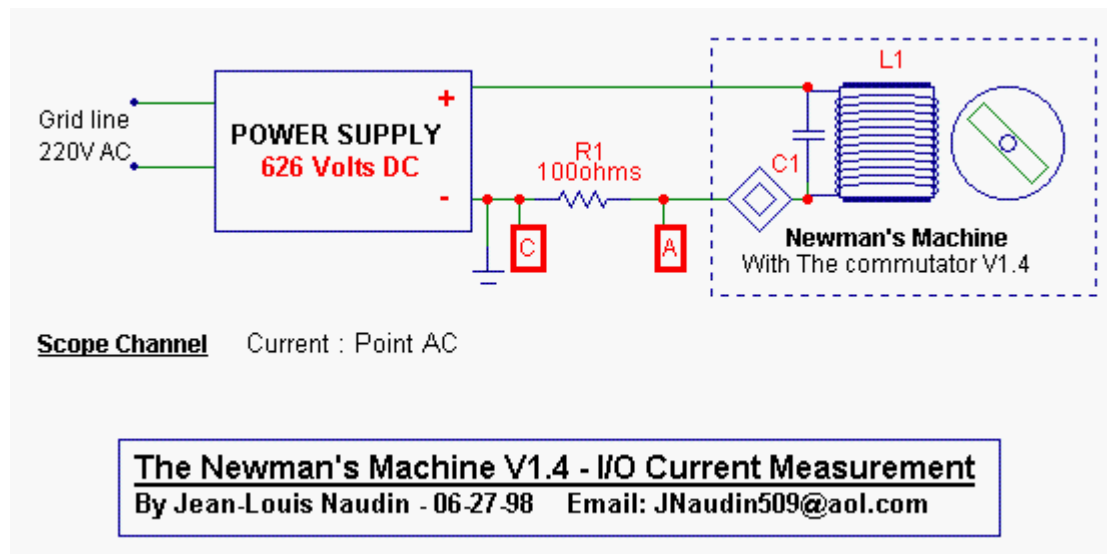 Grid line
220V AC
POWER SUPPLY
626 Volts DC
+
-
R1
100ohms
C
A
C1
L1
Newman's Machine
With The commutator V1.4
Scope Channel Current : Point AC
The Newman's Machine V1.4 - I/O Current Measurement
By Jean-Louis Naudin - 06-27-98 Email: JNaudin509@aol.com